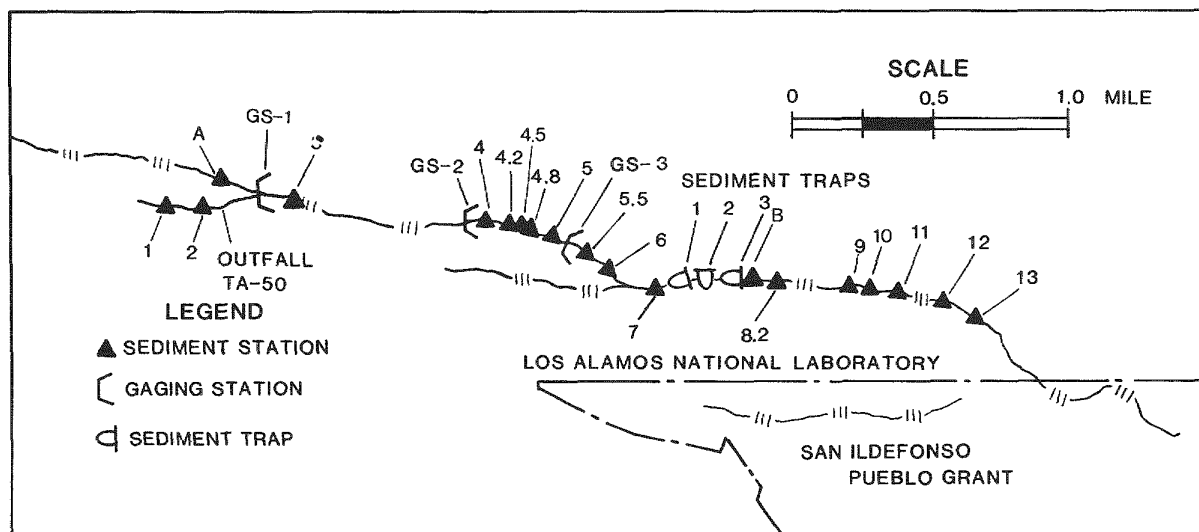 SCALE
0 0.5 1.0 MILE
GS-1
A
GS-2
4
4.2
4.5
4.8
5
GS-3
5.5
6
SEDIMENT TRAPS
1
2
3
B
9
10
11
12
13
1
2
OUTFALL
TA-50
7
8.2
LEGEND
SEDIMENT STATION
GAGING STATION
SEDIMENT TRAP
LOS ALAMOS NATIONAL LABORATORY
SAN ILDEFONSO
PUEBLO GRANT